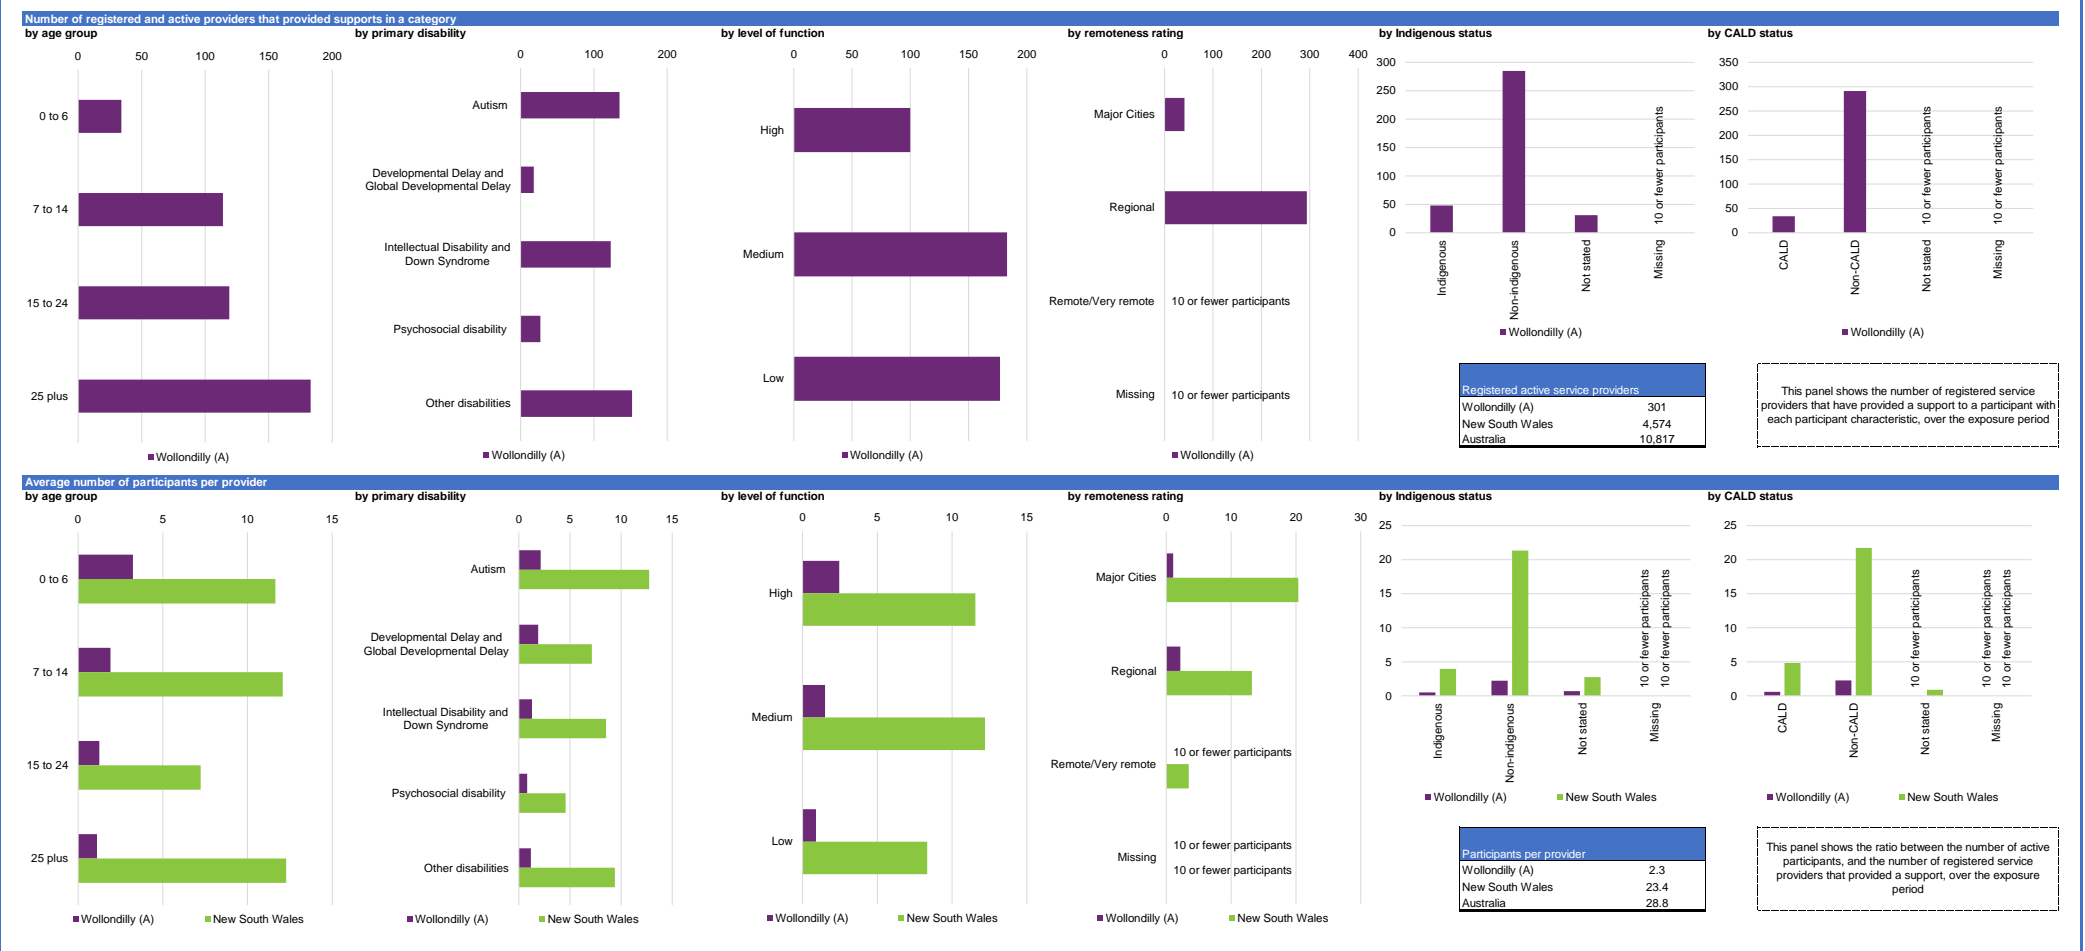 Number of registered and active providers that provided supports in a category
by age group
0 50 100 150 200
0 to 6
7 to 14
15 to 24
25 plus
Wollondilly (A)
by primary disability
0 100 200
Autism
Developmental Delay and
Global Developmental Delay
Intellectual Disability and
Down Syndrome
Psychosocial disability
Other disabilities
Wollondilly (A)
by level of function
0 50 100 150 200
High
Medium
Low
Wollondilly (A)
by remoteness rating
0 100 200 300 400
Major Cities
Regional
Remote/Very remote 10 or fewer participants
Missing 10 or fewer participants
Wollondilly (A)
by Indigenous status
300
250
200
150
100
50
0
10 or fewer participants
Indigenous
Non-indigenous
Not stated
Missing
Wollondilly (A)
by CALD status
350
300
250
200
150
100
50
0
10 or fewer participants
10 or fewer participants
CALD
Non-CALD
Not stated
Missing
Wollondilly (A)
Registered active service providers
Wollondilly (A) 301
New South Wales 4,574
Australia 10,817
This panel shows the number of registered service
providers that have provided a support to a participant with
each participant characteristic, over the exposure period
Average number of participants per provider
by age group
0 5 10 15
0 to 6
7 to 14
15 to 24
25 plus
Wollondilly (A) New South Wales
by primary disability
0 5 10 15
Autism
Developmental Delay and
Global Developmental Delay
Intellectual Disability and
Down Syndrome
Psychosocial disability
Other disabilities
Wollondilly (A) New South Wales
by level of function
0 5 10 15
High
Medium
Low
Wollondilly (A) New South Wales
by remoteness rating
0 10 20 30
Major Cities
Regional
10 or fewer participants
Remote/Very remote
10 or fewer participants
Missing
10 or fewer participants
Wollondilly (A) New South Wales
by Indigenous status
25
20
15
10
5
0
10 or fewer participants
10 or fewer participants
Indigenous
Non-indigenous
Not stated
Missing
Wollondilly (A) New South Wales
by CALD status
25
20
15
10
5
0
10 or fewer participants
10 or fewer participants
10 or fewer participants
CALD
Non-CALD
Not stated
Missing
Wollondilly (A) New South Wales
Participants per provider
Wollondilly (A) 2.3
New South Wales 23.4
Australia 28.8
This panel shows the ratio between the number of active
participants, and the number of registered service
providers that provided a support, over the exposure
period